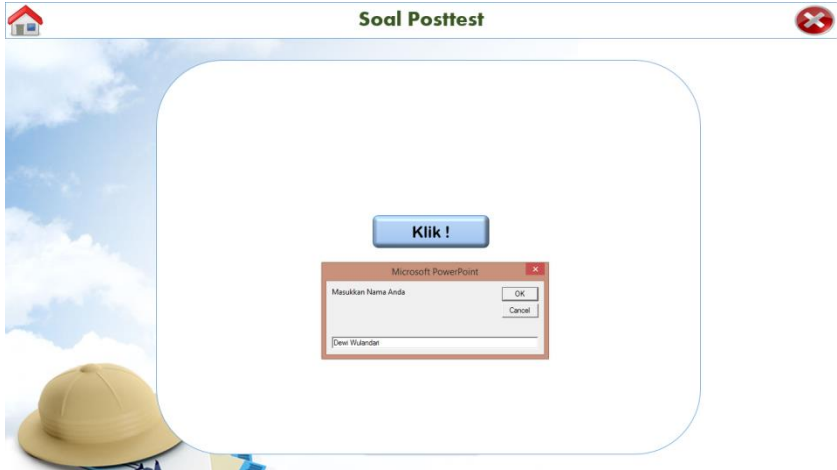 Soal Posttest
Klik !
Microsoft PowerPoint
Masukkan Nama Anda
OK
Cancel
Dewi Wulandari